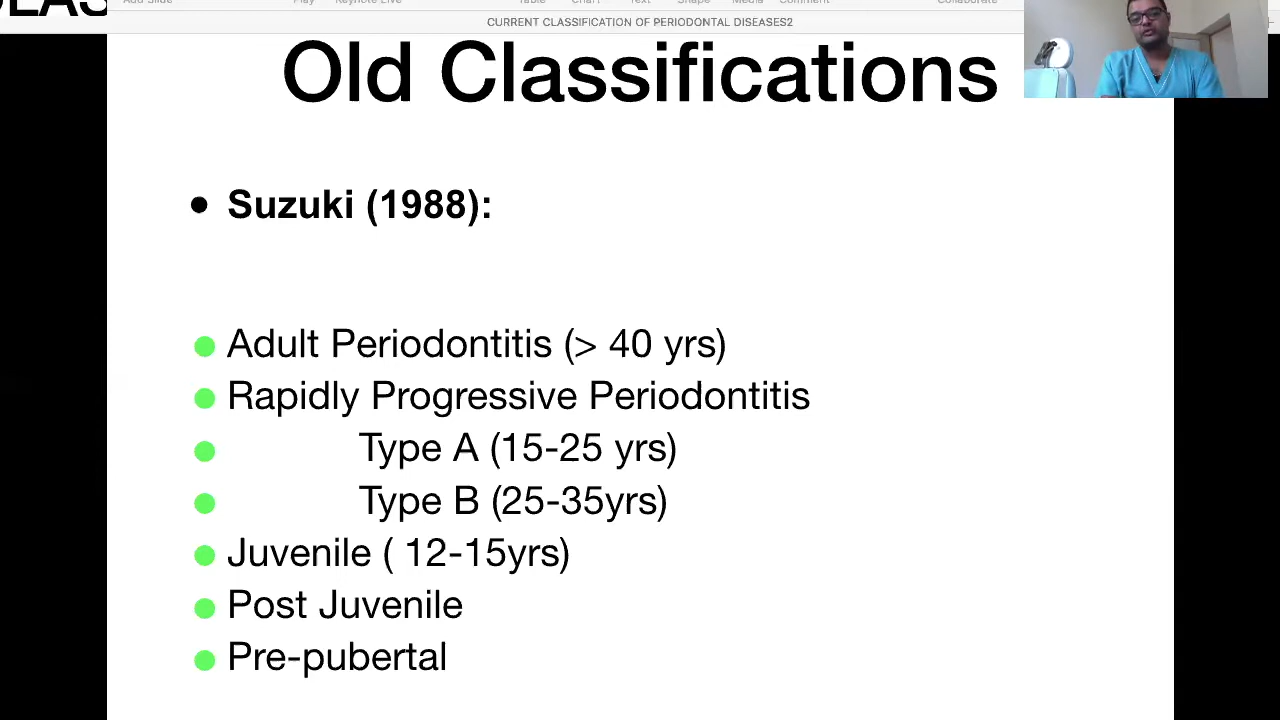 CURRENT CLASSIFICATION OF PERIODONTAL DISEASES2
Old Classifications
• Suzuki (1988):
Adult Periodontitis (> 40 yrs)
Rapidly Progressive Periodontitis
Type A (15-25 yrs)
Type B (25-35yrs)
Juvenile ( 12-15yrs)
Post Juvenile
Pre-pubertal